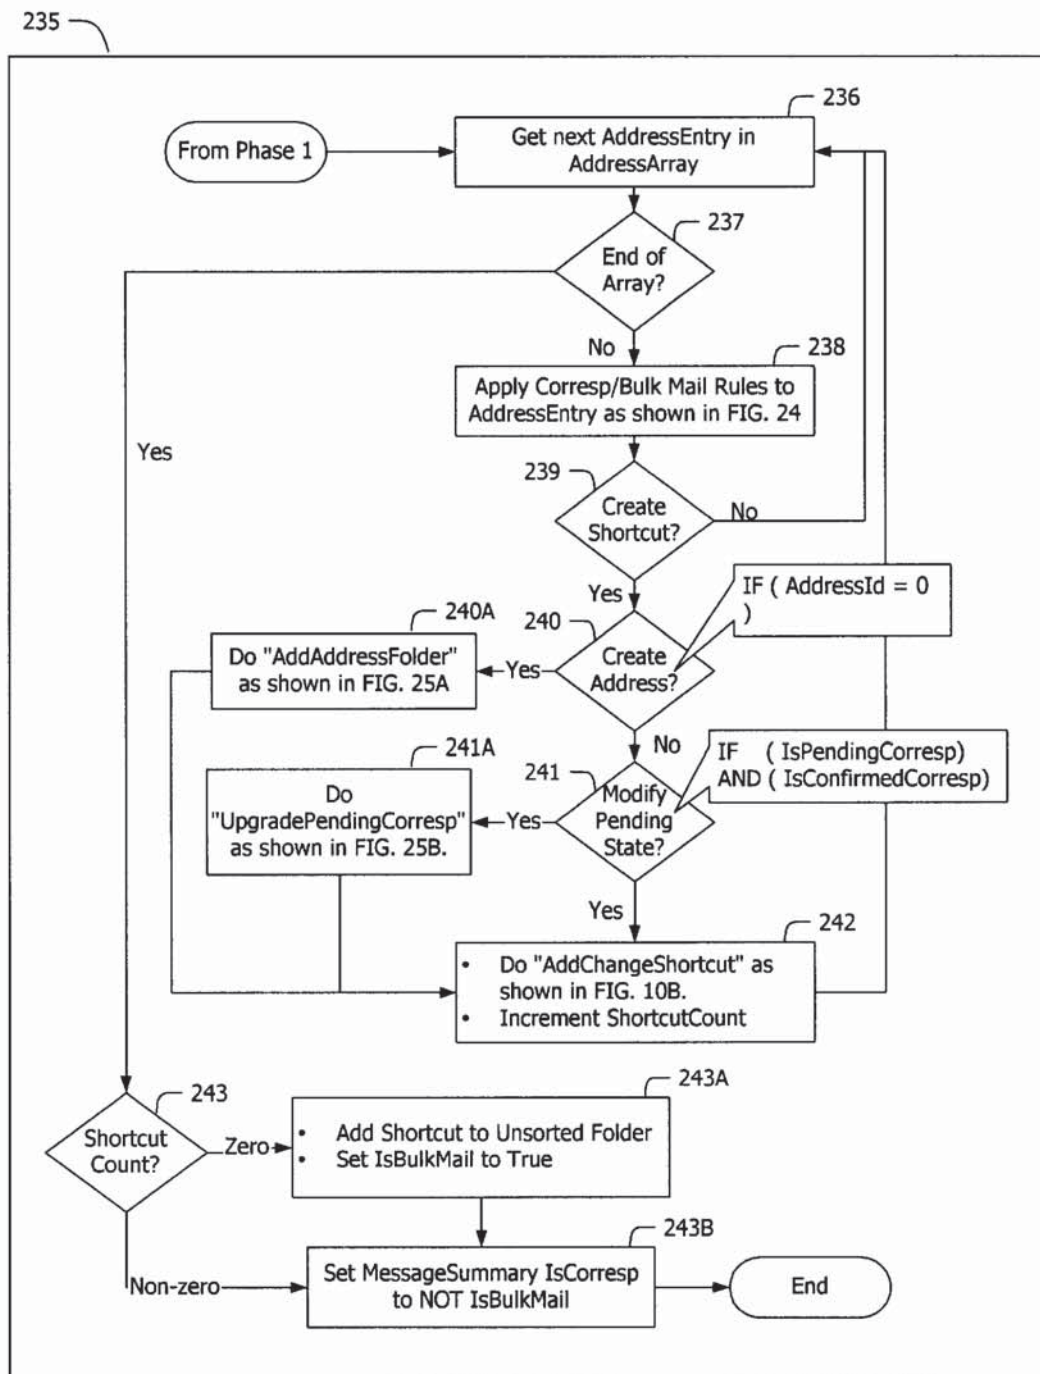 235
236
From Phase 1
Get next AddressEntry in
AddressArray
237
End of
Array?
No
238
Apply Corresp/Bulk Mail Rules to
AddressEntry as shown in FIG. 24
Yes
239
Create
Shortcut?
No
Yes
IF ( AddressId = 0
)
240A
240
Do "AddAddressFolder"
as shown in FIG. 25A
Yes
Create
Address?
No
IF ( IsPendingCorresp)
AND ( IsConfirmedCorresp)
241A
241
Do
"UpgradePendingCorresp"
as shown in FIG. 25B.
Yes
Modify
Pending
State?
Yes
242
• Do "AddChangeShortcut" as
shown in FIG. 10B.
• Increment ShortcutCount
243
243A
Shortcut
Count?
Zero
• Add Shortcut to Unsorted Folder
• Set IsBulkMail to True
243B
Non-zero
Set MessageSummary IsCorresp
to NOT IsBulkMail
End